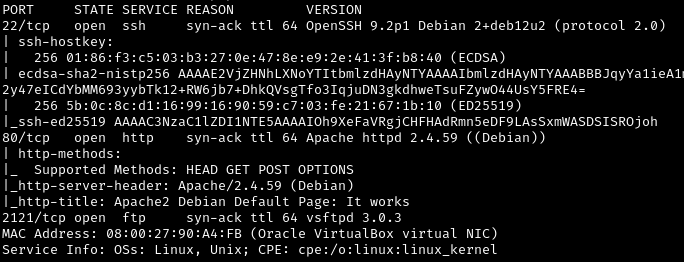 PORT     STATE SERVICE REASON         VERSION
22/tcp   open  ssh     syn-ack ttl 64 OpenSSH 9.2p1 Debian 2+deb12u2 (protocol 2.0)
| ssh-hostkey:
|   256 01:86:f3:c5:03:b3:27:0e:47:8e:e9:2e:41:3f:b8:40 (ECDSA)
| ecdsa-sha2-nistp256 AAAAE2VjZHNhLXNoYTItbmlzdHAyNTYAAAAIbmlzdHAyNTYAAABBBJqyYa1ieA1m
2y47eICdYbMM693yybTk12+RW6jb7+DhkQVsgTfo3IqjuDN3gkdhweTsuFZywO44UsY5FRE4=
|   256 5b:0c:8c:d1:16:99:16:90:59:c7:03:fe:21:67:1b:10 (ED25519)
|_ssh-ed25519 AAAAC3NzaC1lZDI1NTE5AAAAIOh9XeFaVRgjCHFHAdRmn5eDF9LAsSxmWASDSISROjoh
80/tcp   open  http    syn-ack ttl 64 Apache httpd 2.4.59 ((Debian))
| http-methods:
|_  Supported Methods: HEAD GET POST OPTIONS
|_http-server-header: Apache/2.4.59 (Debian)
|_http-title: Apache2 Debian Default Page: It works
2121/tcp open  ftp     syn-ack ttl 64 vsftpd 3.0.3
MAC Address: 08:00:27:90:A4:FB (Oracle VirtualBox virtual NIC)
Service Info: OSs: Linux, Unix; CPE: cpe:/o:linux:linux_kernel